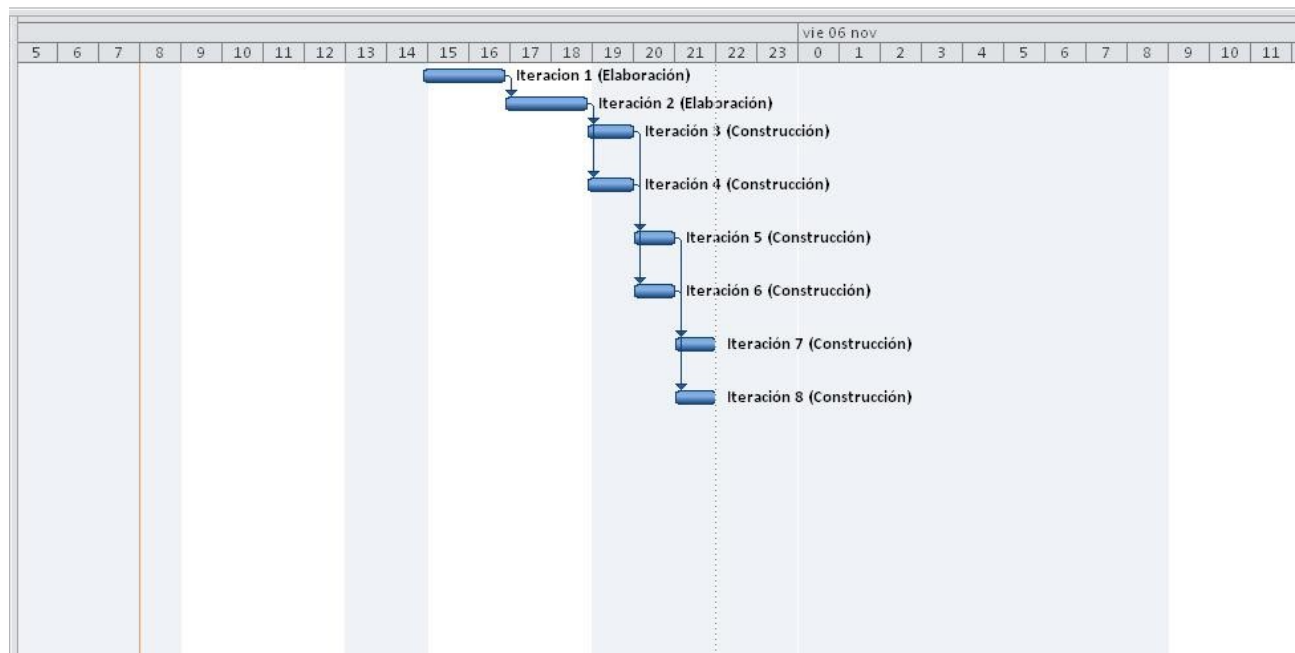 vie 06 nov
5 6 7 8 9 10 11 12 13 14 15 16 17 18 19 20 21 22 23 0 1 2 3 4 5 6 7 8 9 10 11
Iteracion 1 (Elaboración)
Iteración 2 (Elaboración)
Iteración 3 (Construcción)
Iteración 4 (Construcción)
Iteración 5 (Construcción)
Iteración 6 (Construcción)
Iteración 7 (Construcción)
Iteración 8 (Construcción)